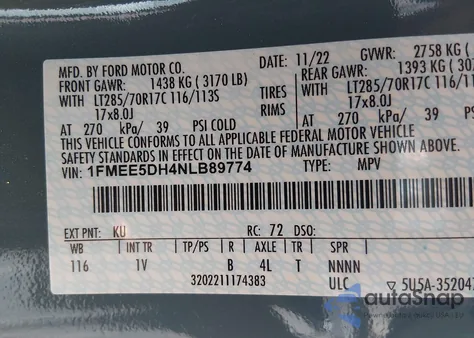 MFD. BY FORD MOTOR CO. DATE: 11/22 GVWR: 2758 KG (
FRONT GAWR: 1438 KG ( 3170 LB) REAR GAWR: 1393 KG (30
WITH LT285/70R17C 116/113S TIRES WITH LT285/70R17C 116/1
17x8.0J RIMS 17x8.0J
AT 270 kPa/ 39 PSI COLD AT 270 kPa/ 39
THIS VEHICLE CONFORMS TO ALL APPLICABLE FEDERAL MOTOR VEHICLE
SAFETY STANDARDS IN EFFECT ON THE DATE OF MANUFACTURE SHOWN ABOVE.
VIN: 1FMEE5DH4NLB89774 TYPE: MPV
EXT PNT: KU RC: 72 DSO:
WB INT TR TP/PS R AXLE TR SPR
116 1V B 4L T NNNN
3202211174383 ULC 5U5A-35204
autoSnap